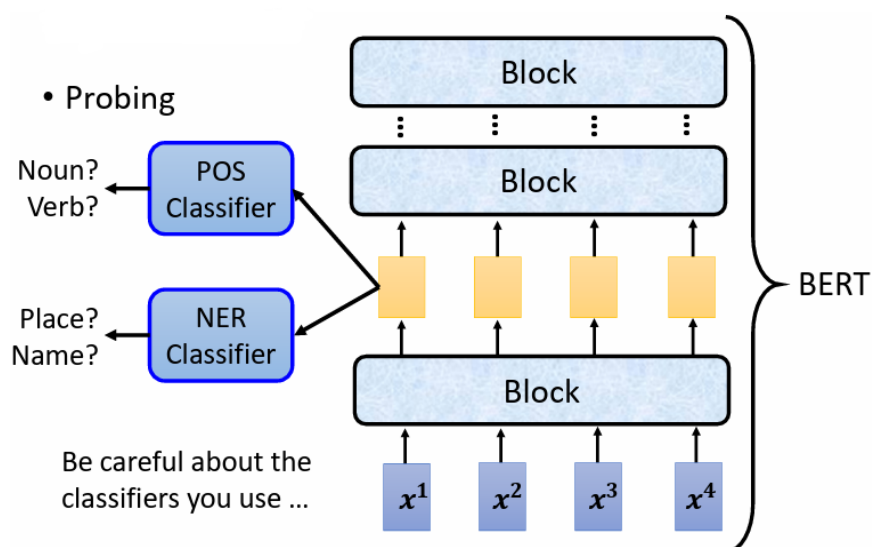 • Probing
Noun?
Verb?
POS
Classifier
Place?
Name?
NER
Classifier
Be careful about the
classifiers you use ...
Block
Block
Block
x¹ x² x³ x⁴
BERT